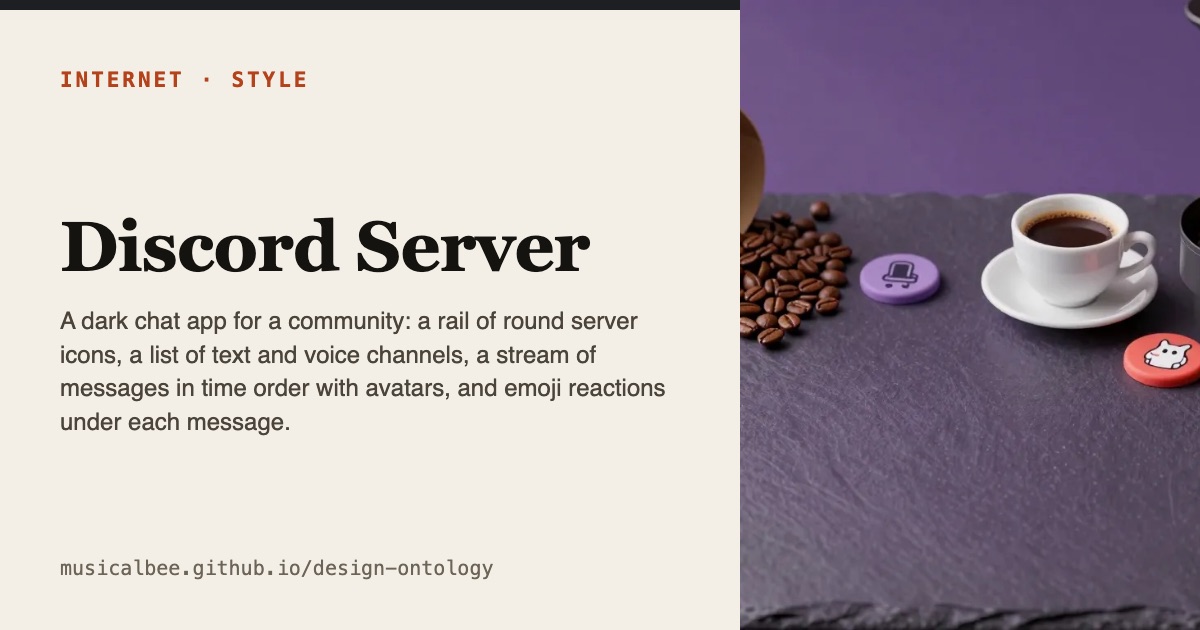 INTERNET · STYLE
Discord Server
A dark chat app for a community: a rail of round server
icons, a list of text and voice channels, a stream of
messages in time order with avatars, and emoji reactions
under each message.
musicalbee.github.io/design-ontology